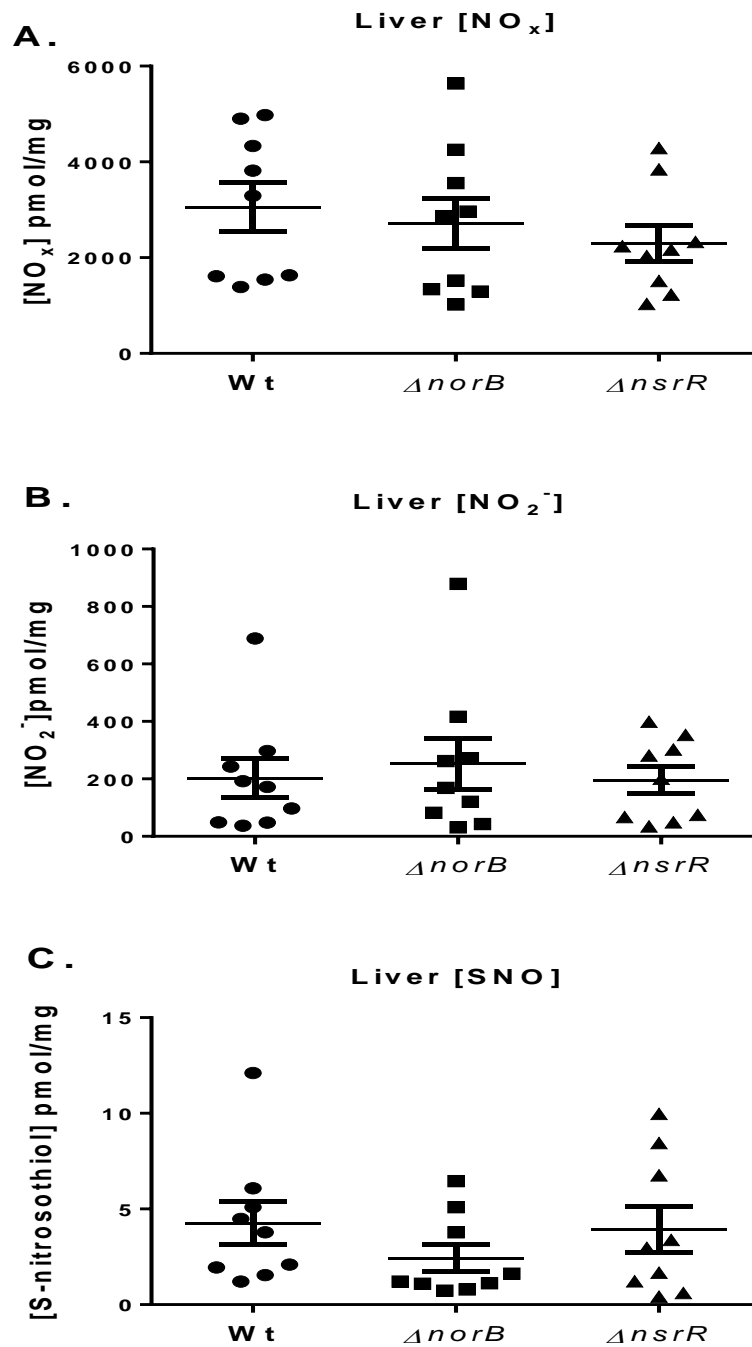 A.
Liver [NOₓ]
[NOₓ] pmol/mg
6000
4000
2000
0
Wt
ΔnorB
ΔnsrR
B.
Liver [NO₂⁻]
[NO₂⁻]pmol/mg
1000
800
600
400
200
0
Wt
ΔnorB
ΔnsrR
C.
Liver [SNO]
[S-nitrosothiol] pmol/mg
15
10
5
0
Wt
ΔnorB
ΔnsrR